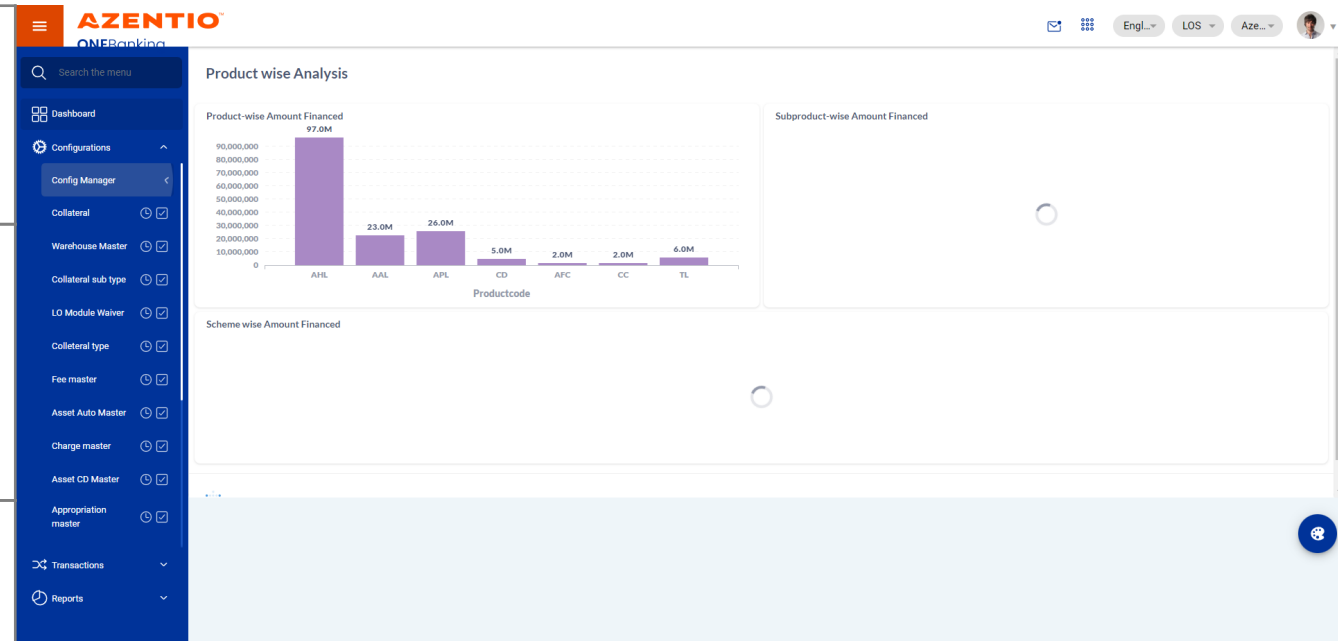 AZENTIO™
ONEBanking
Engl...
LOS
Aze...
Search the menu
Dashboard
Configurations
Config Manager
Collateral
Warehouse Master
Collateral sub type
LO Module Waiver
Colleteral type
Fee master
Asset Auto Master
Charge master
Asset CD Master
Appropriation
master
Transactions
Reports
Product wise Analysis
Product-wise Amount Financed
97.0M
90,000,000
80,000,000
70,000,000
60,000,000
50,000,000
40,000,000
30,000,000
20,000,000
10,000,000
0
23.0M
26.0M
5.0M
2.0M
2.0M
6.0M
AHL
AAL
APL
CD
AFC
CC
TL
Productcode
Subproduct-wise Amount Financed
Scheme wise Amount Financed